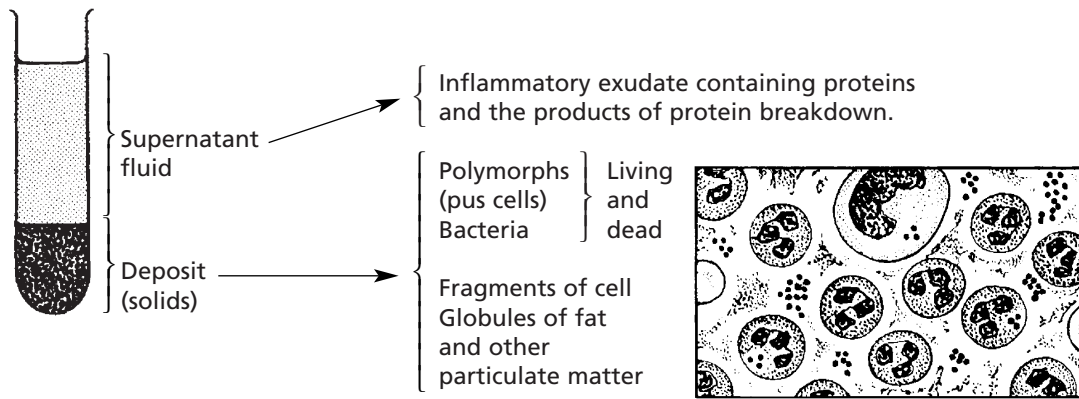 Supernatant
fluid
Inflammatory exudate containing proteins
and the products of protein breakdown.
Deposit
(solids)
Polymorphs
(pus cells)
Bacteria
Living
and
dead
Fragments of cell
Globules of fat
and other
particulate matter